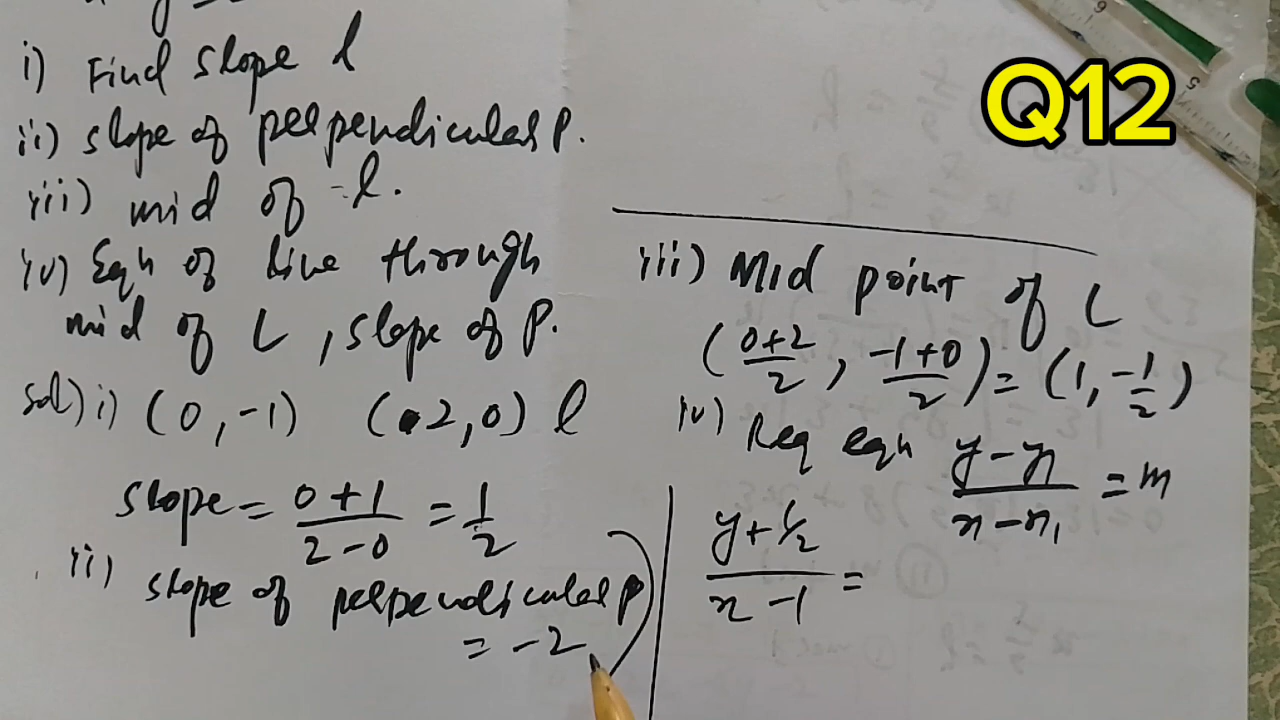 i) Find slope l
ii) slope of perpendicular P.
iii) mid of l.
iv) Eqn of line through
mid of L, slope of P.
Sol) i) (0, -1) (2, 0) l
slope = 0+1/2-0 = 1/2
ii) slope of perpendicular P
= -2
Q12
iii) Mid point of L
(0+2/2, -1+0/2) = (1, -1/2)
iv) Req eqn y-y1/x-x1 = m
y+1/2/x-1 =